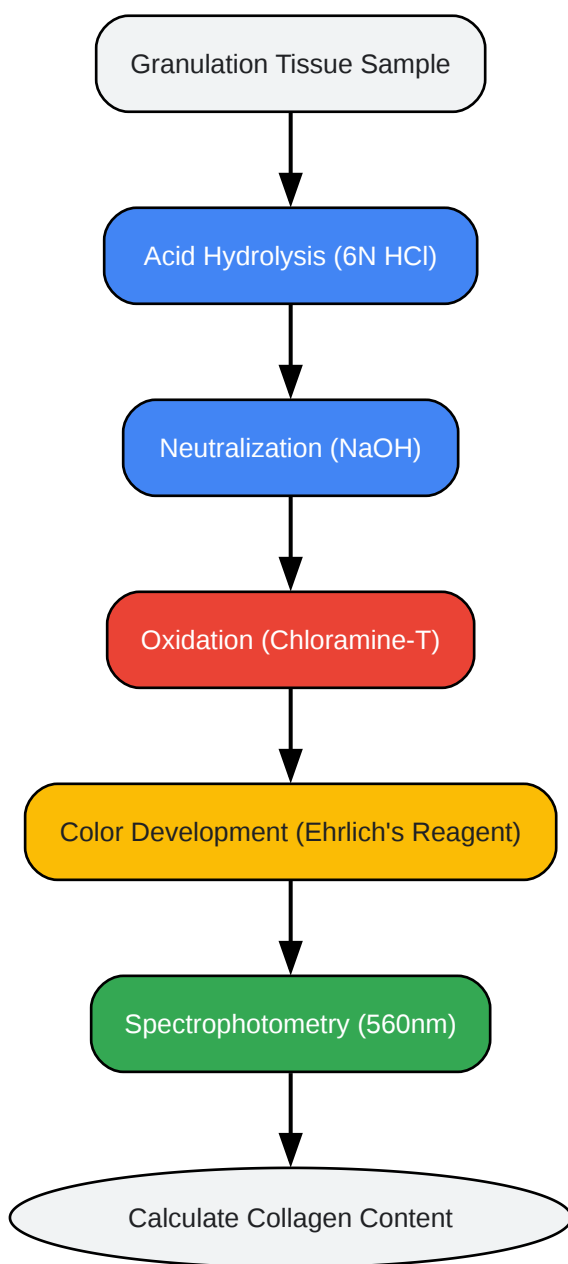 Granulation Tissue Sample
Acid Hydrolysis (6N HCl)
Neutralization (NaOH)
Oxidation (Chloramine-T)
Color Development (Ehrlich's Reagent)
Spectrophotometry (560nm)
Calculate Collagen Content